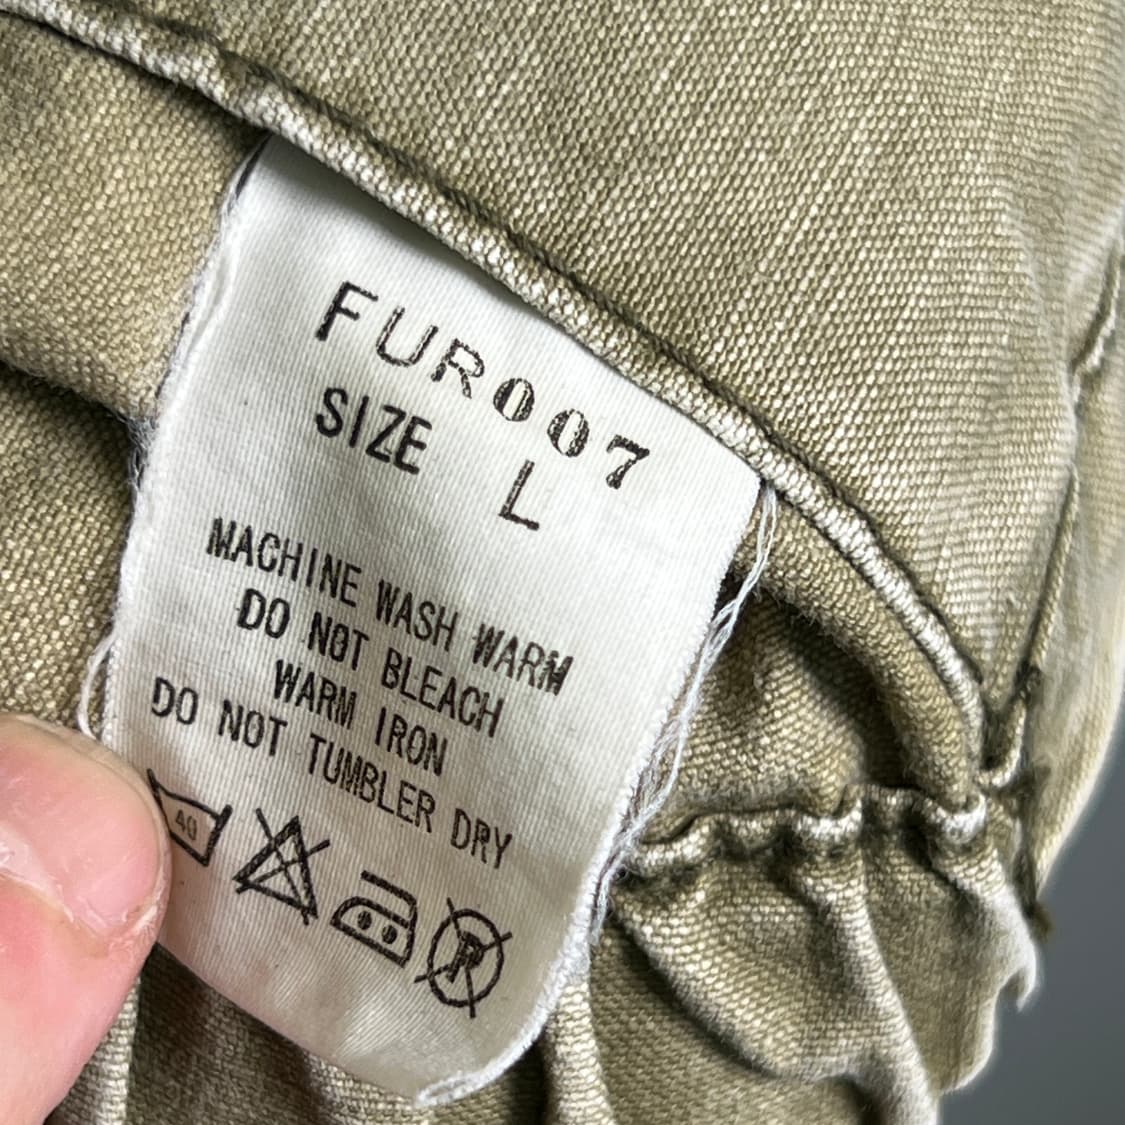 FUR007
SIZE L
MACHINE WASH WARM
DO NOT BLEACH
WARM IRON
DO NOT TUMBLER DRY
40
P